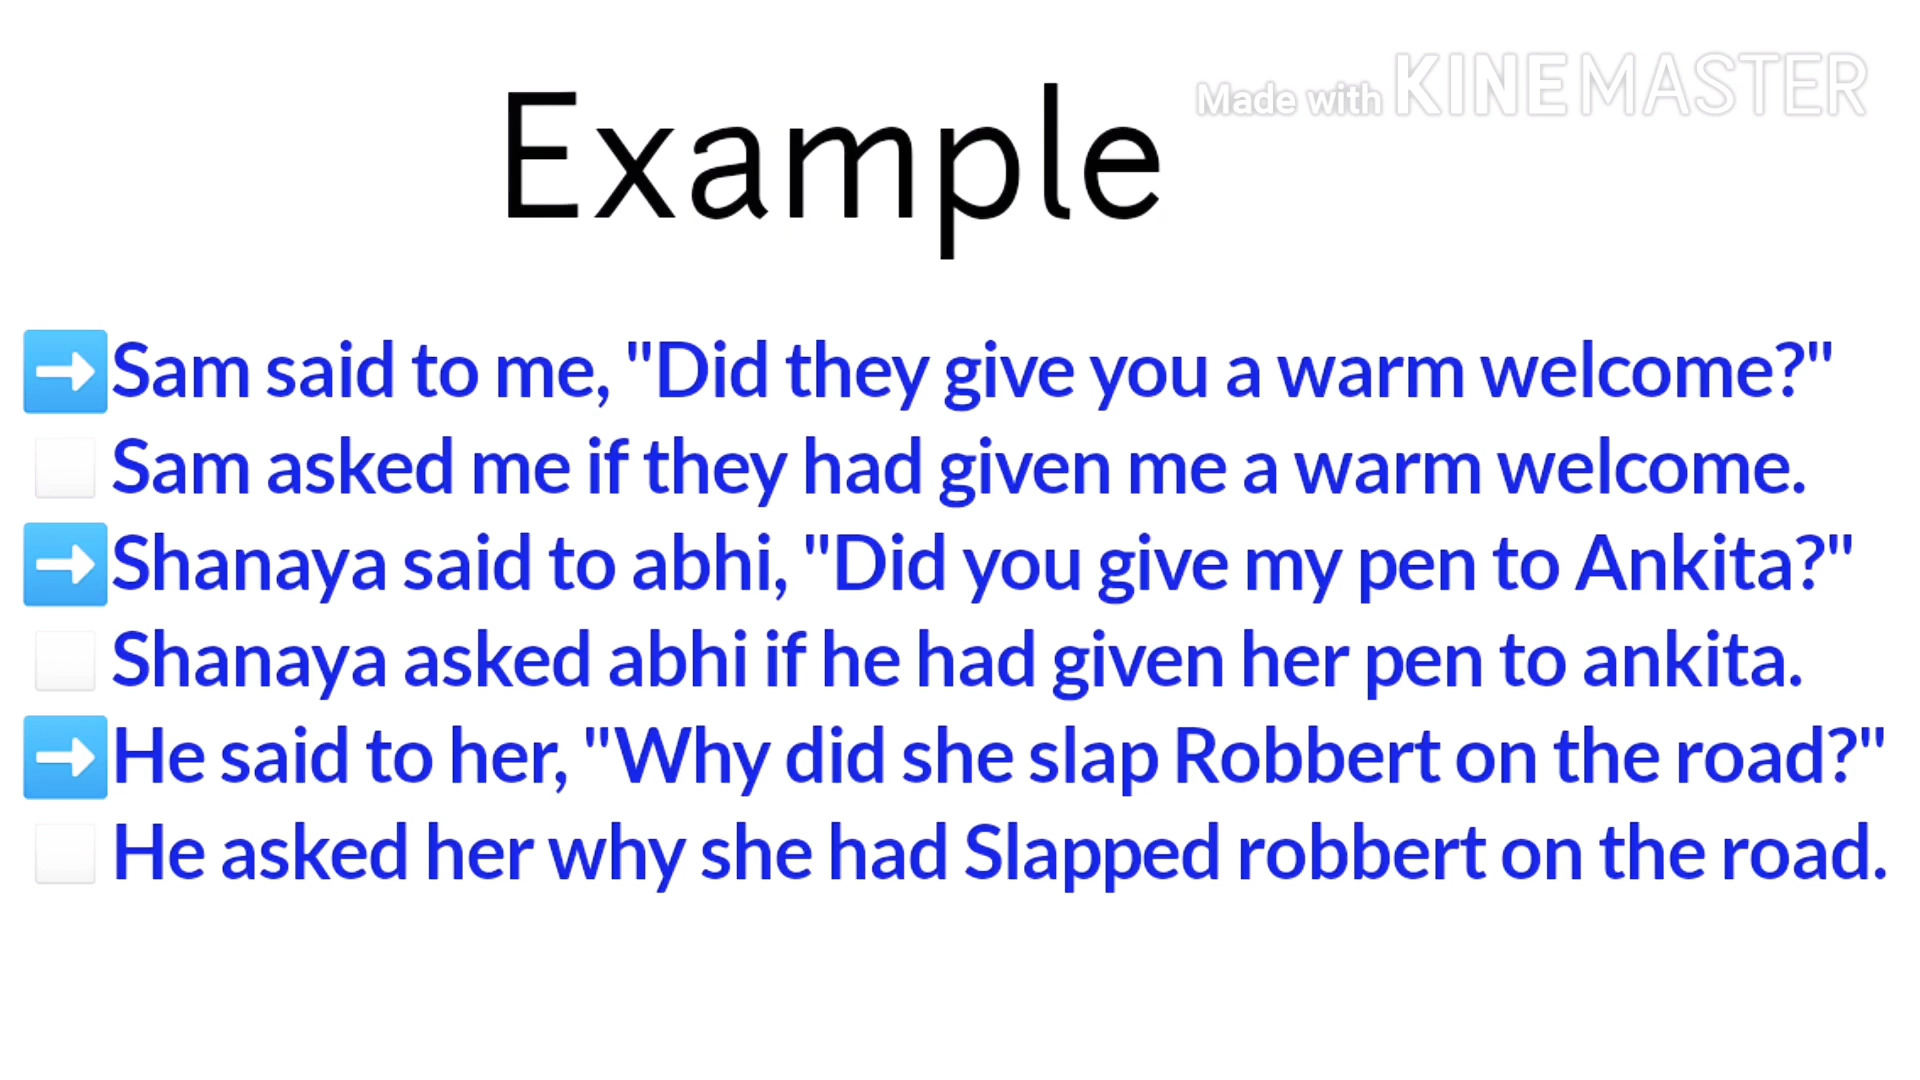 Made with KINEMASTER
Example
➡Sam said to me, "Did they give you a warm welcome?"
Sam asked me if they had given me a warm welcome.
➡Shanaya said to abhi, "Did you give my pen to Ankita?"
Shanaya asked abhi if he had given her pen to ankita.
➡He said to her, "Why did she slap Robbert on the road?"
He asked her why she had Slapped robbert on the road.